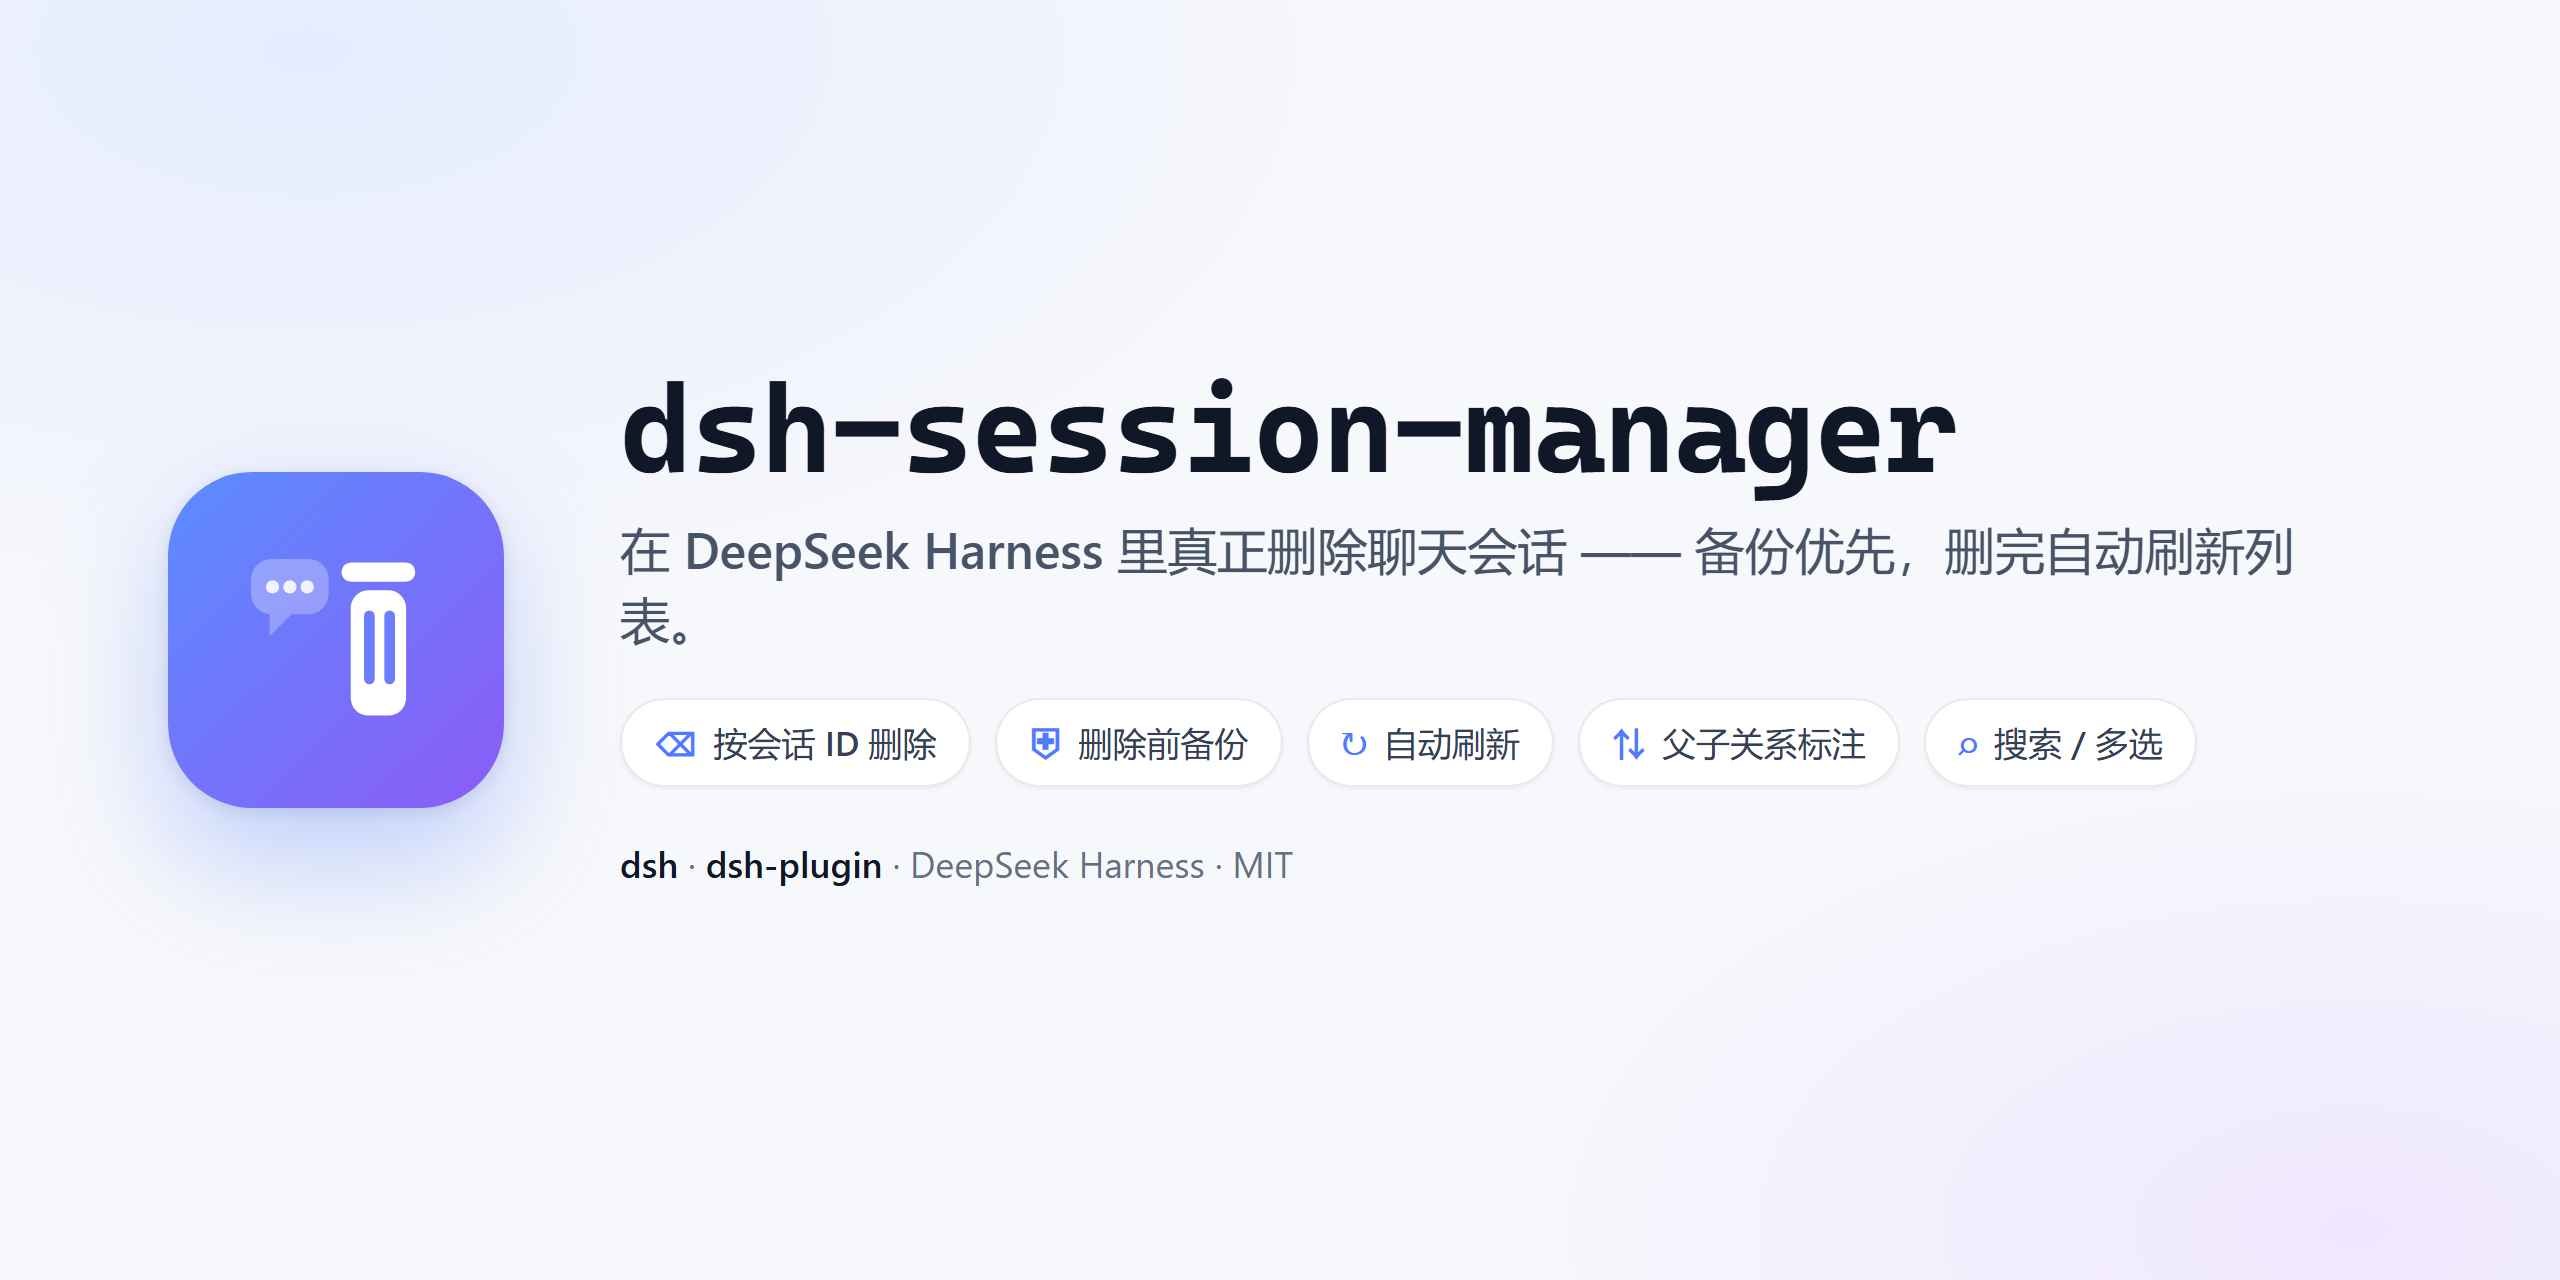 dsh-session-manager
在 DeepSeek Harness 里真正删除聊天会话 —— 备份优先，删完自动刷新列
表。
按会话 ID 删除 删除前备份 自动刷新 父子关系标注 搜索 / 多选
dsh · dsh-plugin · DeepSeek Harness · MIT